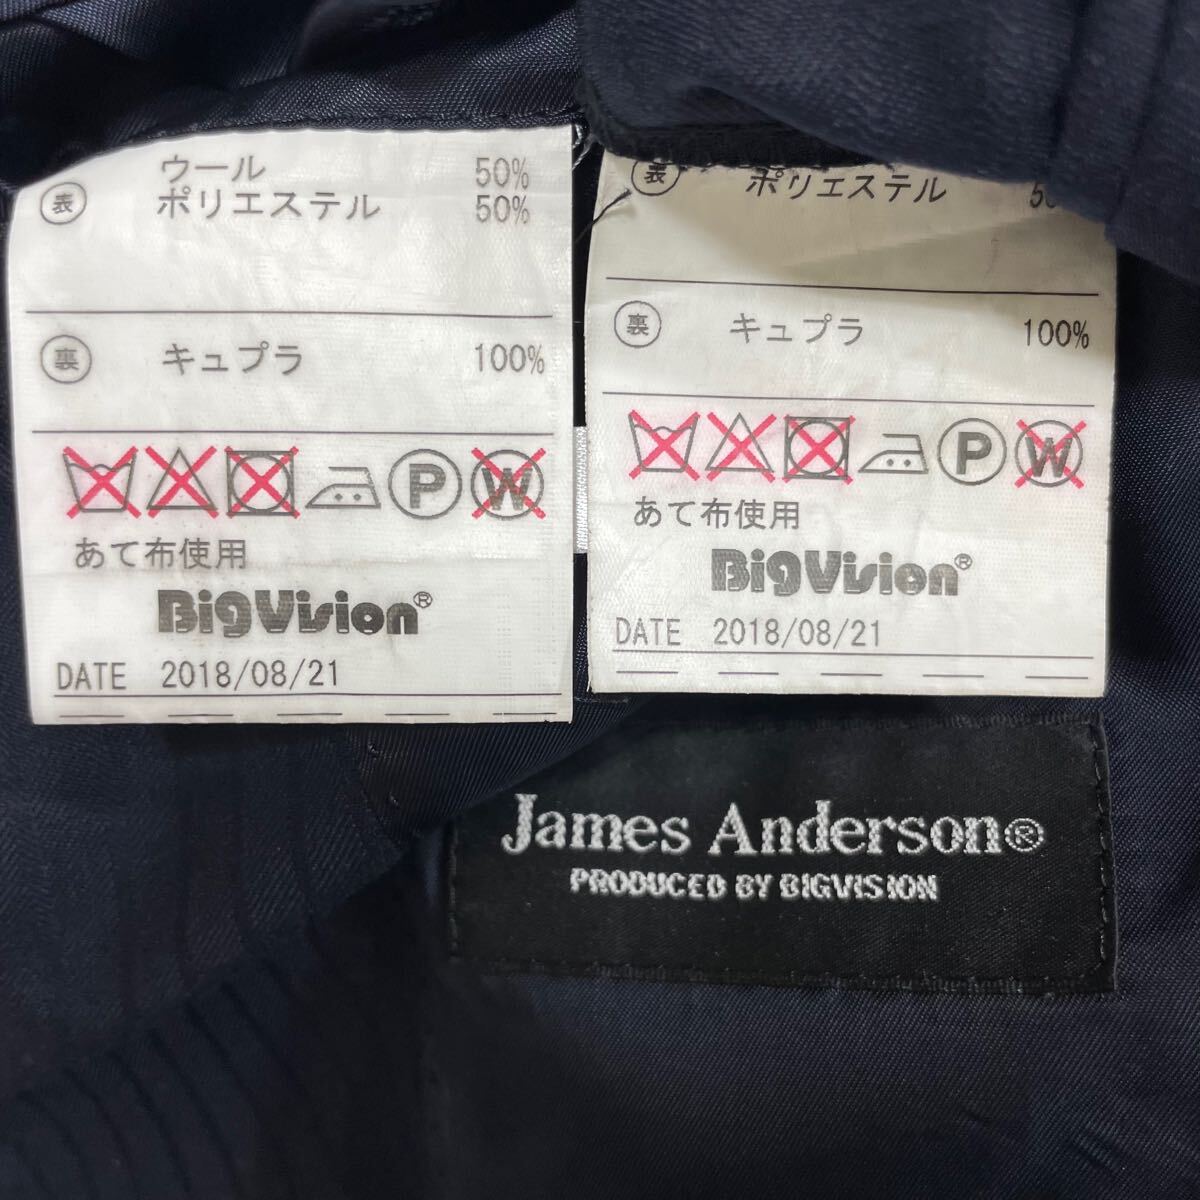 ウール 50%
表 ポリエステル 50%
裏 キュプラ 100%
P W
あて布使用
BigVision®
DATE 2018/08/21
表 ポリエステル
裏 キュプラ 100%
P W
あて布使用
BigVision®
DATE 2018/08/21
James Anderson®
PRODUCED BY BIGVISION